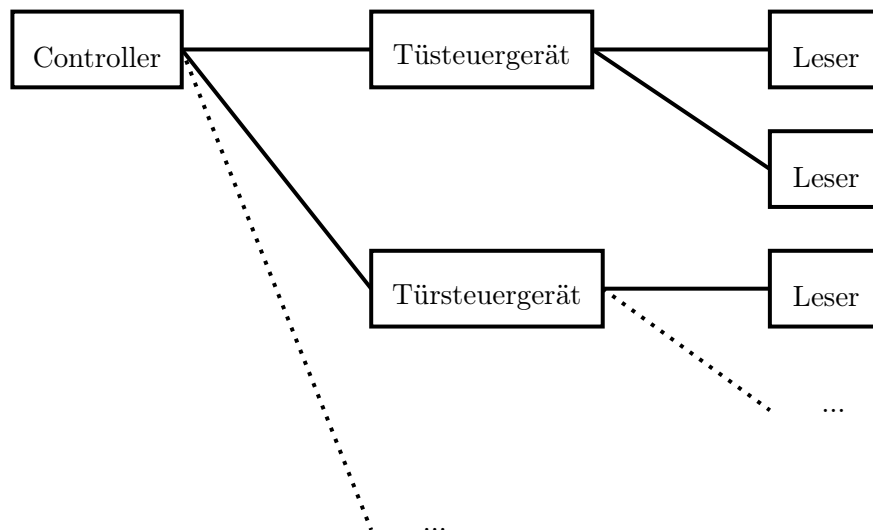 Controller
Tüsteuergerät
Leser
Leser
Türsteuergerät
Leser
...
...